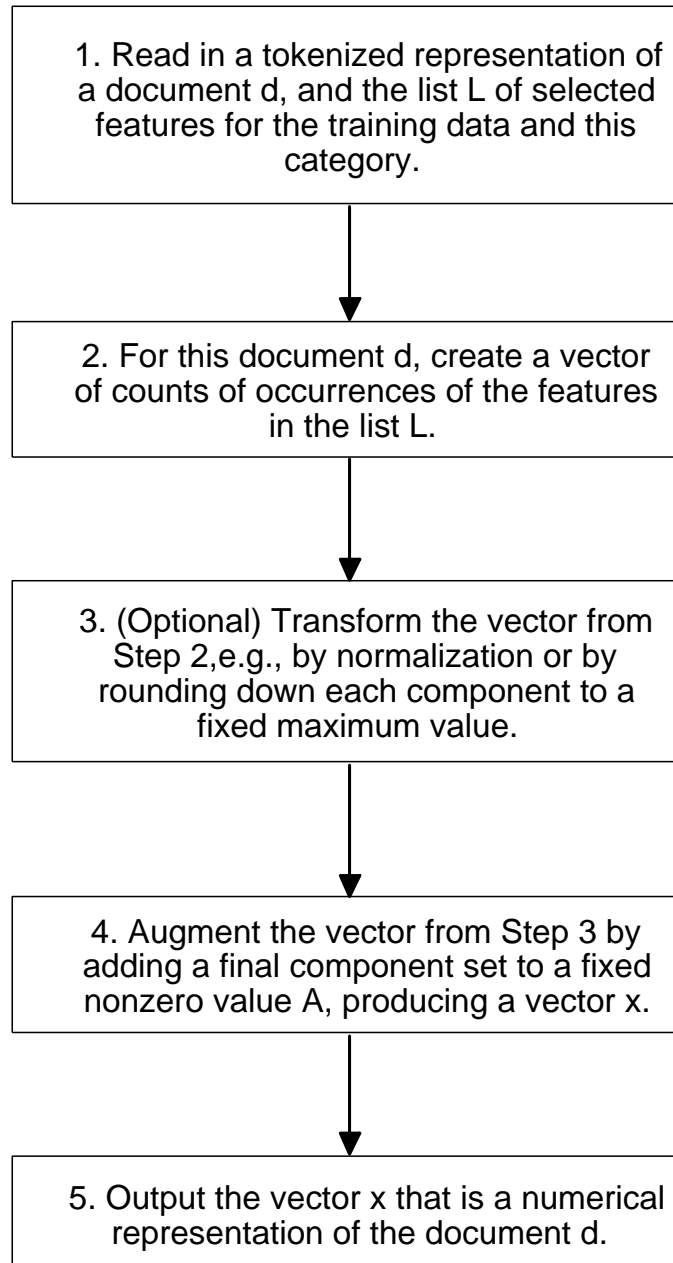 1. Read in a tokenized representation of
a document d, and the list L of selected
features for the training data and this
category.
2. For this document d, create a vector
of counts of occurrences of the features
in the list L.
3. (Optional) Transform the vector from
Step 2,e.g., by normalization or by
rounding down each component to a
fixed maximum value.
4. Augment the vector from Step 3 by
adding a final component set to a fixed
nonzero value A, producing a vector x.
5. Output the vector x that is a numerical
representation of the document d.